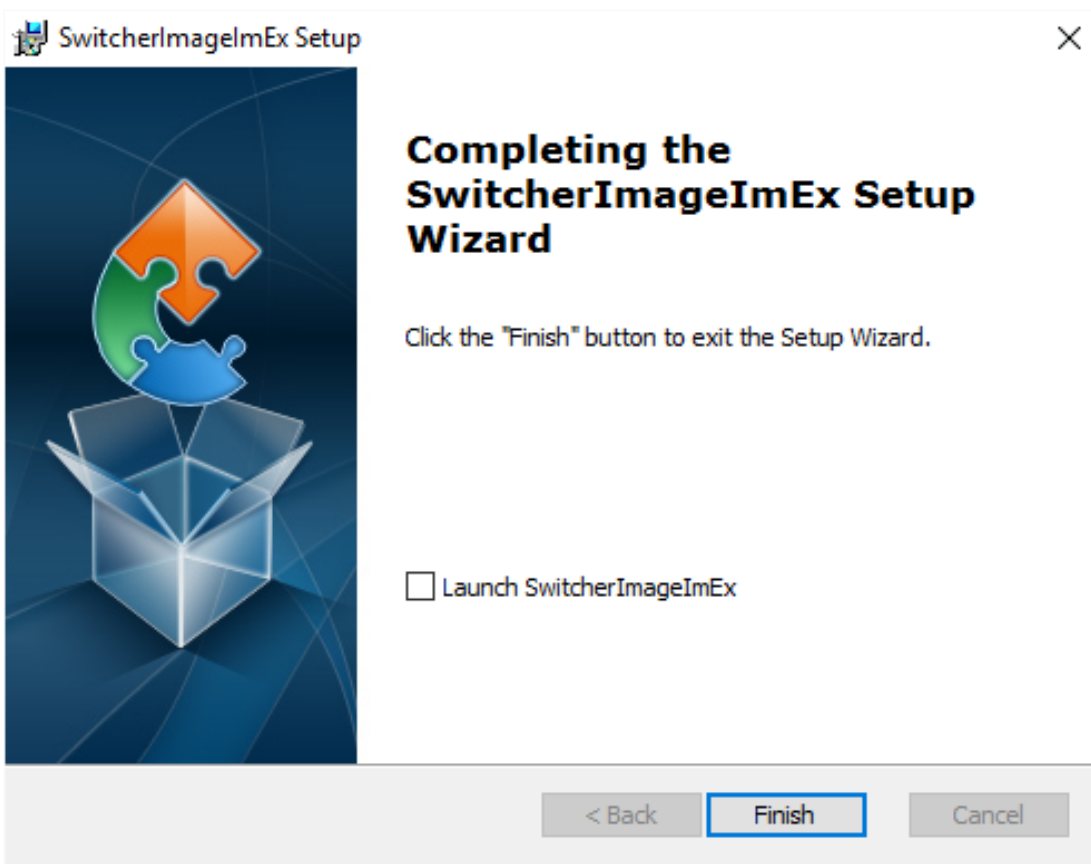 SwitcherImageImEx Setup
Completing the
SwitcherImageImEx Setup
Wizard
Click the "Finish" button to exit the Setup Wizard.
Launch SwitcherImageImEx
< Back
Finish
Cancel